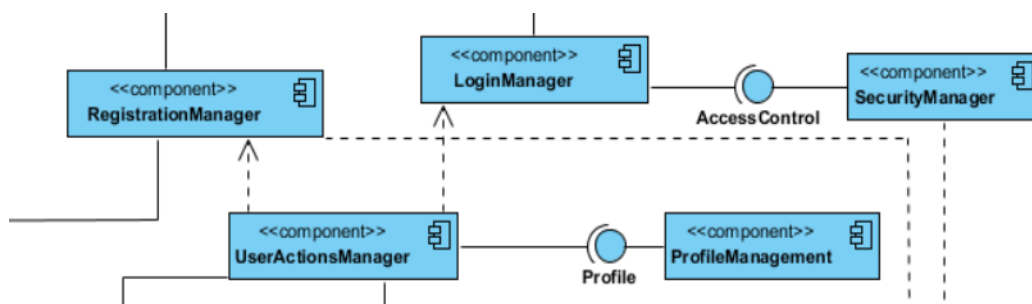 <<component>>
RegistrationManager
<<component>>
LoginManager
AccessControl
<<component>>
SecurityManager
<<component>>
UserActionsManager
Profile
<<component>>
ProfileManagement